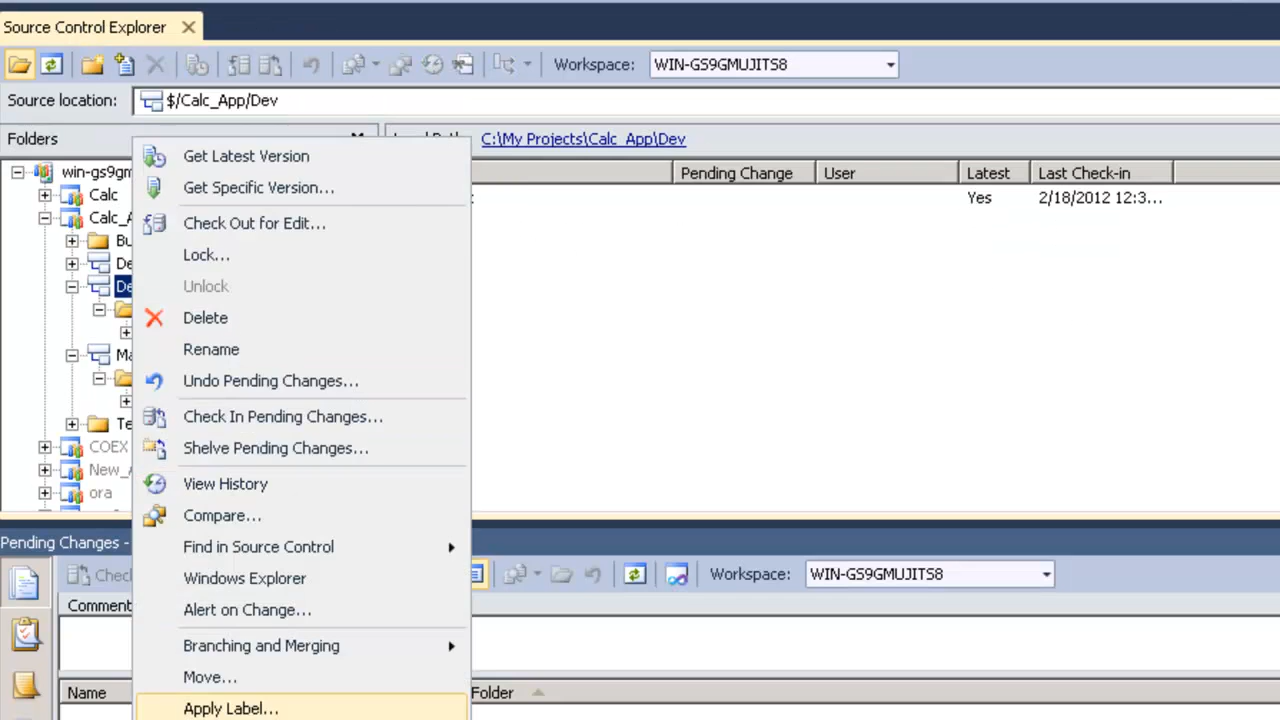 Source Control Explorer
Workspace: WIN-GS9GMUJITS8
Source location: $/Calc_App/Dev
Folders
C:\My Projects\Calc_App\Dev
Pending Change User Latest Last Check-in
Yes 2/18/2012 12:3...
win-gs9gm
Calc
Calc_A
Bu
De
De
Ma
Te
COEX
New_A
ora
Get Latest Version
Get Specific Version...
Check Out for Edit...
Lock...
Unlock
Delete
Rename
Undo Pending Changes...
Check In Pending Changes...
Shelve Pending Changes...
View History
Compare...
Find in Source Control
Windows Explorer
Alert on Change...
Branching and Merging
Move...
Apply Label...
Pending Changes -
Check
Workspace: WIN-GS9GMUJITS8
Comment
Name Folder